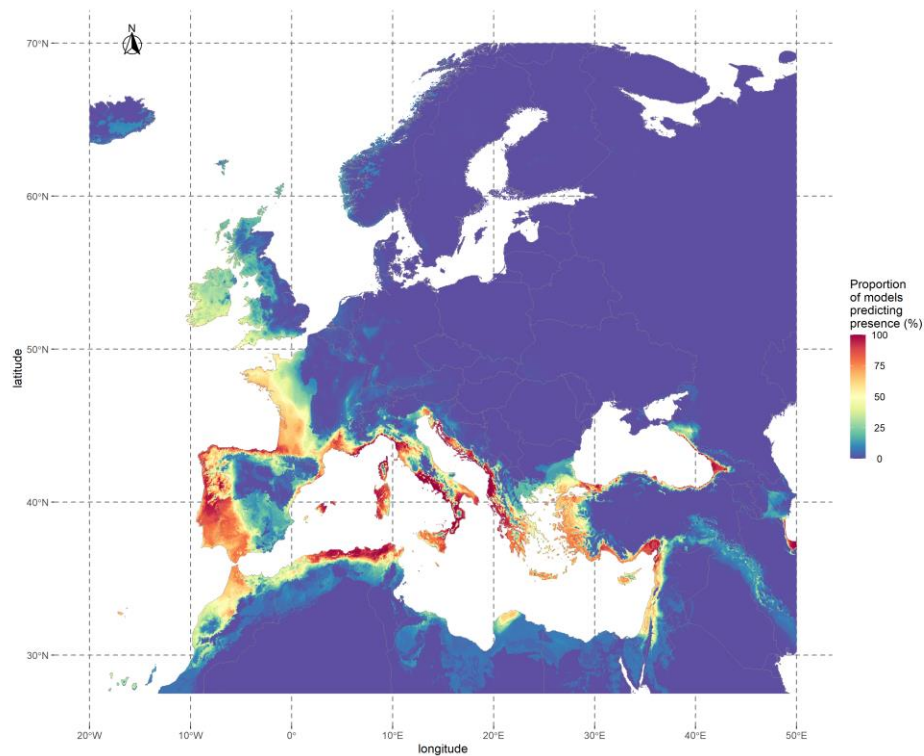 N
70°N
60°N
50°N
40°N
30°N
latitude
20°W
10°W
0°
10°E
20°E
30°E
40°E
50°E
longitude
Proportion
of models
predicting
presence (%)
100
75
50
25
0